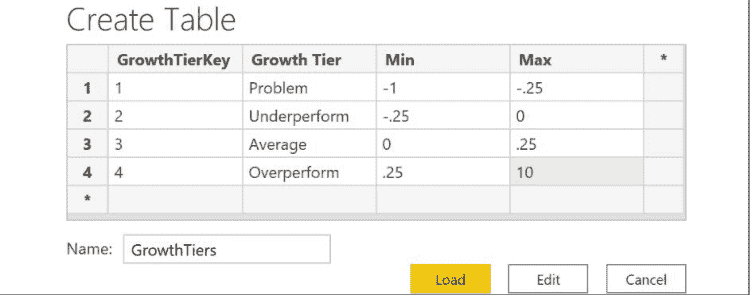 Create Table
GrowthTierKey Growth Tier Min Max *
1 1 Problem -1 -.25
2 2 Underperform -.25 0
3 3 Average 0 .25
4 4 Overperform .25 10
*
Name: GrowthTiers
Load Edit Cancel